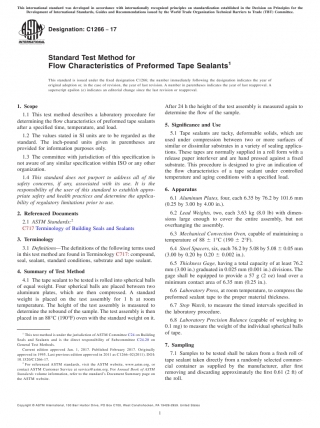 This international standard was developed in accordance with internationally recognized principles on standardization established in the Decision on Principles for the
Development of International Standards, Guides and Recommendations issued by the World Trade Organization Technical Barriers to Trade (TBT) Committee.
Designation: C1266 − 17
Standard Test Method for
Flow Characteristics of Preformed Tape Sealants1
This standard is issued under the fixed designation C1266; the number immediately following the designation indicates the year of
original adoption or, in the case of revision, the year of last revision. A number in parentheses indicates the year of last reapproval. A
superscript epsilon (ε) indicates an editorial change since the last revision or reapproval.
1. Scope
1.1 This test method describes a laboratory procedure for
determining the flow characteristics of preformed tape sealants
after a specified time, temperature, and load.
1.2 The values stated in SI units are to be regarded as the
standard. The inch-pound units given in parentheses are
provided for information purposes only.
1.3 The committee with jurisdiction of this specification is
not aware of any similar specification within ISO or any other
organization.
1.4 This standard does not purport to address all of the
safety concerns, if any, associated with its use. It is the
responsibility of the user of this standard to establish appro-
priate safety and health practices and determine the applica-
bility of regulatory limitations prior to use.
2. Referenced Documents
2.1 ASTM Standards:2
C717 Terminology of Building Seals and Sealants
3. Terminology
3.1 Definitions—The definitions of the following terms used
in this test method are found in Terminology C717: compound,
seal, sealant, standard conditions, substrate and tape sealant.
4. Summary of Test Method
4.1 The tape sealant to be tested is rolled into spherical balls
of equal weight. Four spherical balls are placed between two
aluminum plates, which are then compressed. A standard
weight is placed on the test assembly for 1 h at room
temperature. The height of the test assembly is measured to
determine the rebound of the sample. The test assembly is then
placed in an 88°C (190°F) oven with the standard weight on it.
1 This test method is under the jurisdiction of ASTM Committee C24 on Building
Seals and Sealants and is the direct responsibility of Subcommittee C24.20 on
General Test Methods.
Current edition approved Jan. 1, 2017. Published February 2017. Originally
2 For referenced ASTM standards, visit the ASTM website, www.astm.org, or
contact ASTM Customer Service at service@astm.org. For Annual Book of ASTM
Standards volume information, refer to the standard's Document Summary page on
the ASTM website.
After 24 h the height of the test assembly is measured again to
determine the flow of the sample.
5. Significance and Use
5.1 Tape sealants are tacky, deformable solids, which are
used under compression between two or more surfaces of
similar or dissimilar substrates in a variety of sealing applica-
tions. These tapes are normally supplied in a roll form with a
release paper interleaver and are hand pressed against a fixed
substrate. This procedure is designed to give an indication of
the flow characteristics of a tape sealant under controlled
temperature and aging conditions with a specified load.
6. Apparatus
6.1 Aluminum Plates, four, each 6.35 by 76.2 by 101.6 mm
(0.25 by 3.00 by 4.00 in.).
6.2 Lead Weights, two, each 3.63 kg (8.0 lb) with dimen-
sions large enough to cover the entire assembly, but not
overhanging the assembly.
6.3 Mechanical Convection Oven, capable of maintaining a
temperature of 88 ± 1°C (190 ± 2°F).
6.4 Steel Spacers, six, each 76.2 by 5.08 by 5.08 ± 0.05 mm
(3.00 by 0.20 by 0.20 ± 0.002 in.).
6.5 Thickness Gage, having a total capacity of at least 76.2
mm (3.00 in.) graduated in 0.025 mm (0.001 in.) divisions. The
gage shall be equipped to provide a 57 g (2 oz) load over a
minimum contact area of 6.35 mm (0.25 in.).
6.6 Laboratory Press, at room temperature, to compress the
preformed sealant tape to the proper material thickness.
6.7 Stop Watch, to measure the timed intervals specified in
the laboratory procedure.
6.8 Laboratory Precision Scale (capable of weighing to
0.1 mg) to measure the weight of the individual spherical balls
of tape.
7. Sampling
7.1 Samples to be tested shall be taken from a fresh roll of
tape sealant taken directly from a randomly selected commer-
cial container as supplied by the manufacturer, after first
removing and discarding approximately the first 0.61 (2 ft) of
the roll.
Copyright © ASTM International, 100 Barr Harbor Drive, PO Box C700, West Conshohocken, PA 19428-2959. United States
1